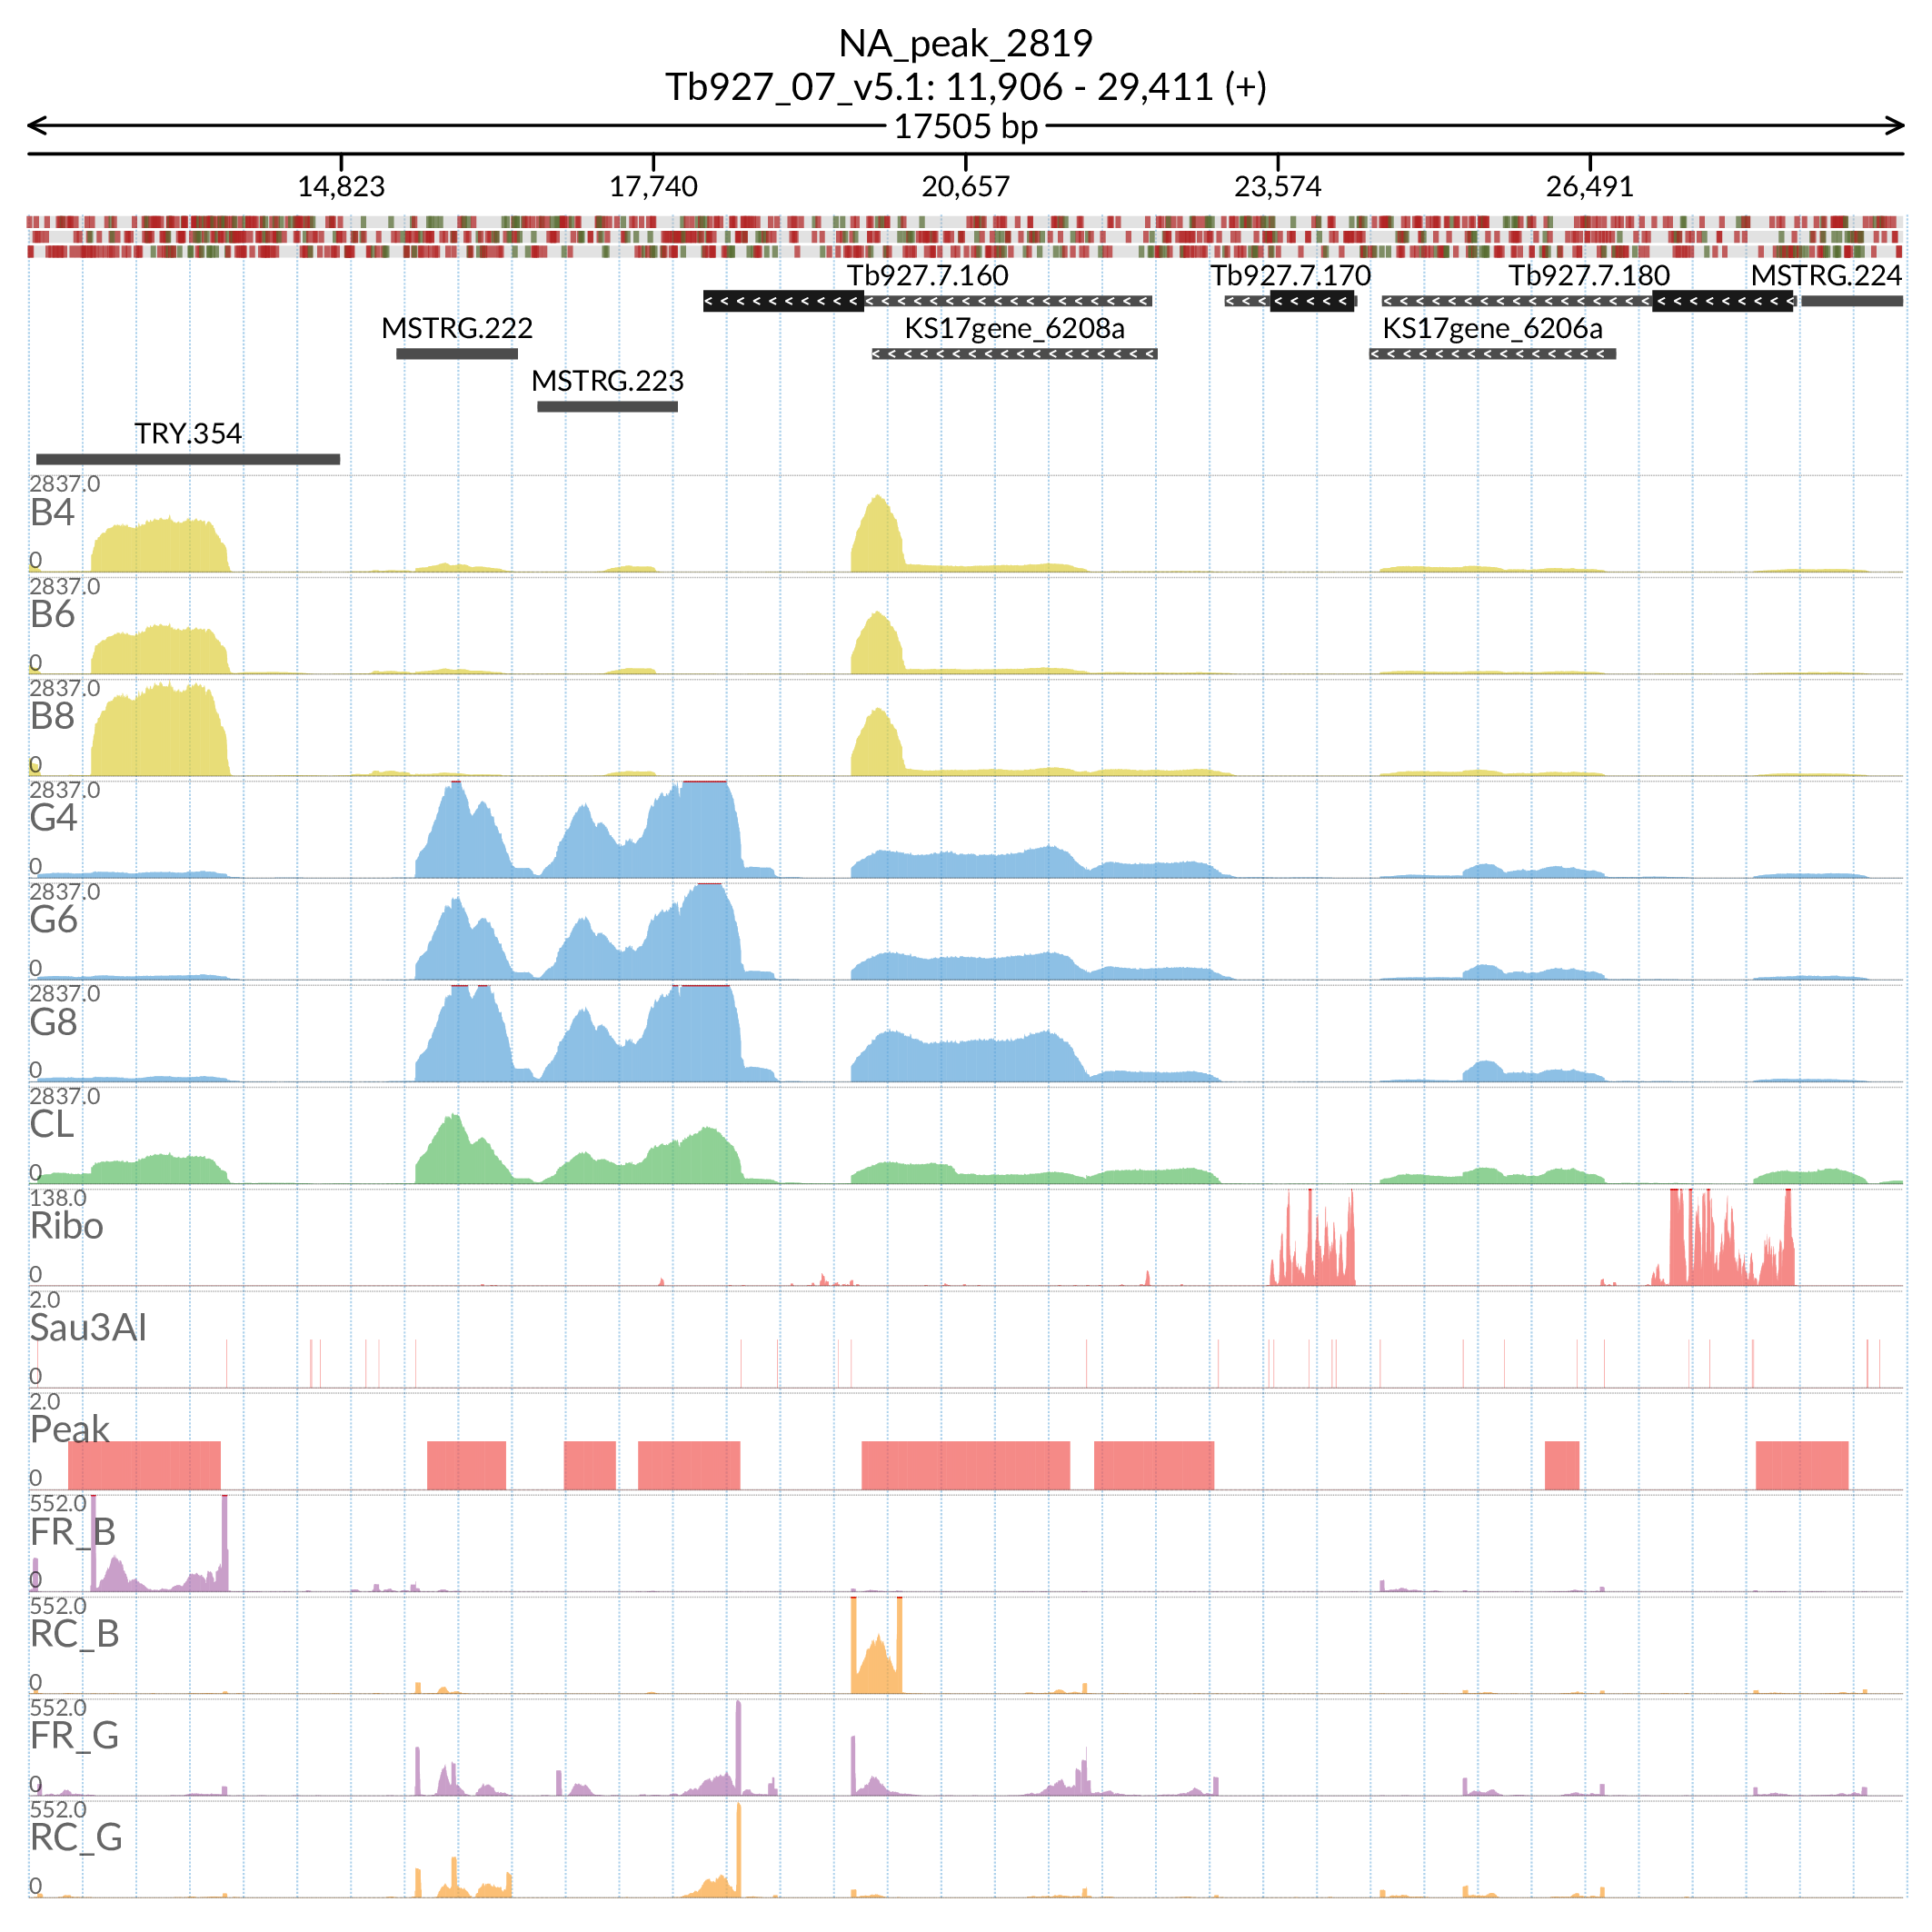 NA_peak_2819
Tb927_07_v5.1: 11,906 - 29,411 (+)
17505 bp
14,823 17,740 20,657 23,574 26,491
Tb927.7.160 Tb927.7.170 Tb927.7.180 MSTRG.224
MSTRG.222 KS17gene_6208a KS17gene_6206a
MSTRG.223
TRY.354
2837.0
B4
0
2837.0
B6
0
2837.0
B8
0
2837.0
G4
0
2837.0
G6
0
2837.0
G8
0
2837.0
CL
0
138.0
Ribo
0
2.0
Sau3AI
0
2.0
Peak
0
552.0
FR_B
0
552.0
RC_B
0
552.0
FR_G
0
552.0
RC_G
0